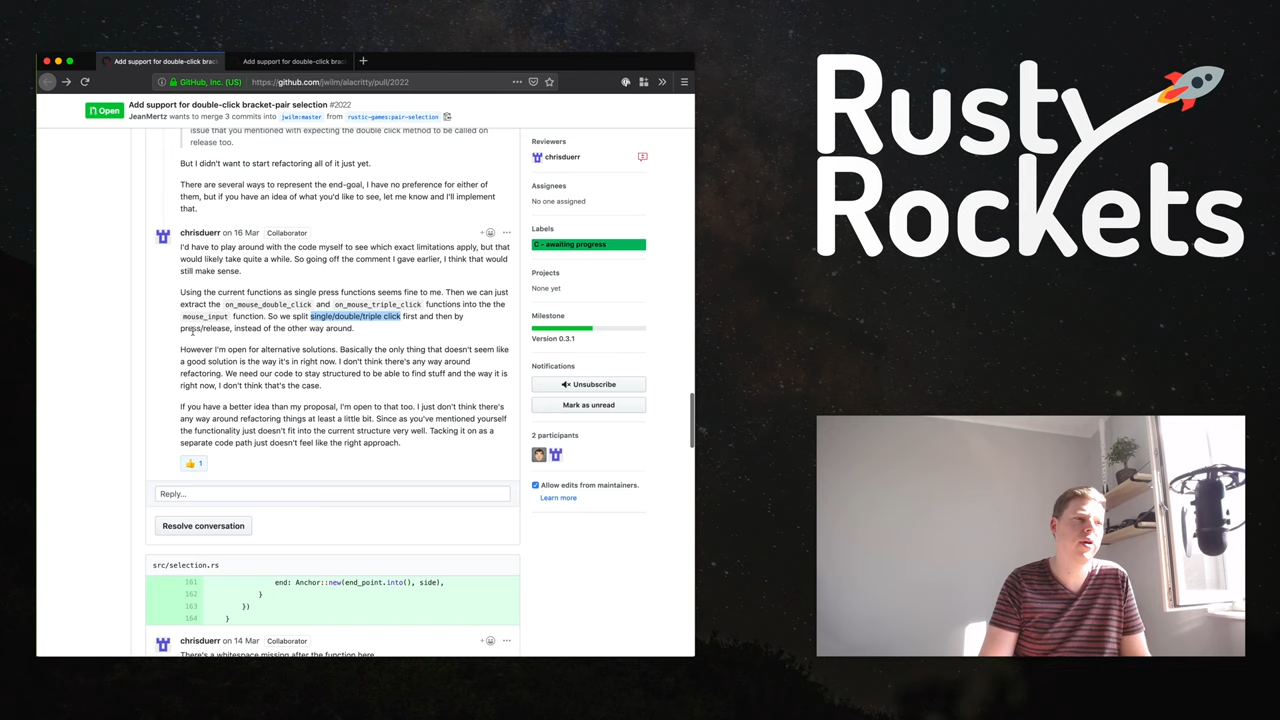 Add support for double-click brac
Add support for double-click brac
GitHub, Inc. (US)
https://github.com/jwilm/alacritty/pull/2022
Open
Add support for double-click bracket-pair selection #2022
JeanMertz wants to merge 3 commits into jwilm:master from rustic-games:pair-selection
issue that you mentioned with expecting the double click method to be called on
release too.
But I didn't want to start refactoring all of it just yet.
There are several ways to represent the end-goal, I have no preference for either of
them, but if you have an idea of what you'd like to see, let me know and I'll implement
that.
chrisduerr on 16 Mar Collaborator
I'd have to play around with the code myself to see which exact limitations apply, but that
would likely take quite a while. So going off the comment I gave earlier, I think that would
still make sense.
Using the current functions as single press functions seems fine to me. Then we can just
extract the on_mouse_double_click and on_mouse_triple_click functions into the the
mouse_input function. So we split single/double/triple click first and then by
press/release, instead of the other way around.
However I'm open for alternative solutions. Basically the only thing that doesn't seem like
a good solution is the way it's in right now. I don't think there's any way around
refactoring. We need our code to stay structured to be able to find stuff and the way it is
right now, I don't think that's the case.
If you have a better idea than my proposal, I'm open to that too. I just don't think there's
any way around refactoring things at least a little bit. Since as you've mentioned yourself
the functionality just doesn't fit into the current structure very well. Tacking it on as a
separate code path just doesn't feel like the right approach.
👍 1
Reply...
Resolve conversation
src/selection.rs
161 end: Anchor::new(end_point.into(), side),
162 }
163 })
164 }
chrisduerr on 14 Mar Collaborator
There's a whitespace missing after the function here
Reviewers
chrisduerr
Assignees
No one assigned
Labels
C - awaiting progress
Projects
None yet
Milestone
Version 0.3.1
Notifications
Unsubscribe
Mark as unread
2 participants
Allow edits from maintainers.
Learn more
Rusty
Rockets